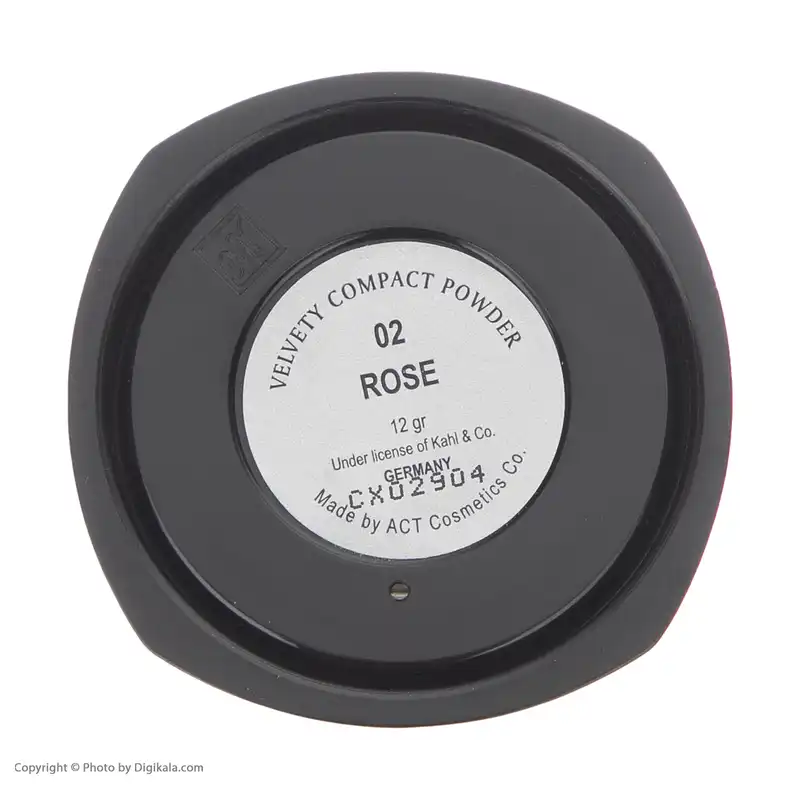 VELVETY COMPACT POWDER
02
ROSE
12 gr
Under license of Kahl & Co.
GERMANY
CX02904
Made by ACT Cosmetics Co.
Copyright © Photo by Digikala.com